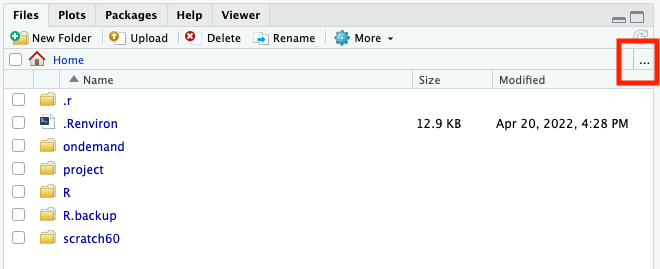 Files Plots Packages Help Viewer
New Folder Upload Delete Rename More
Home ...
Name Size Modified
.r
.Renviron 12.9 KB Apr 20, 2022, 4:28 PM
ondemand
project
R
R.backup
scratch60